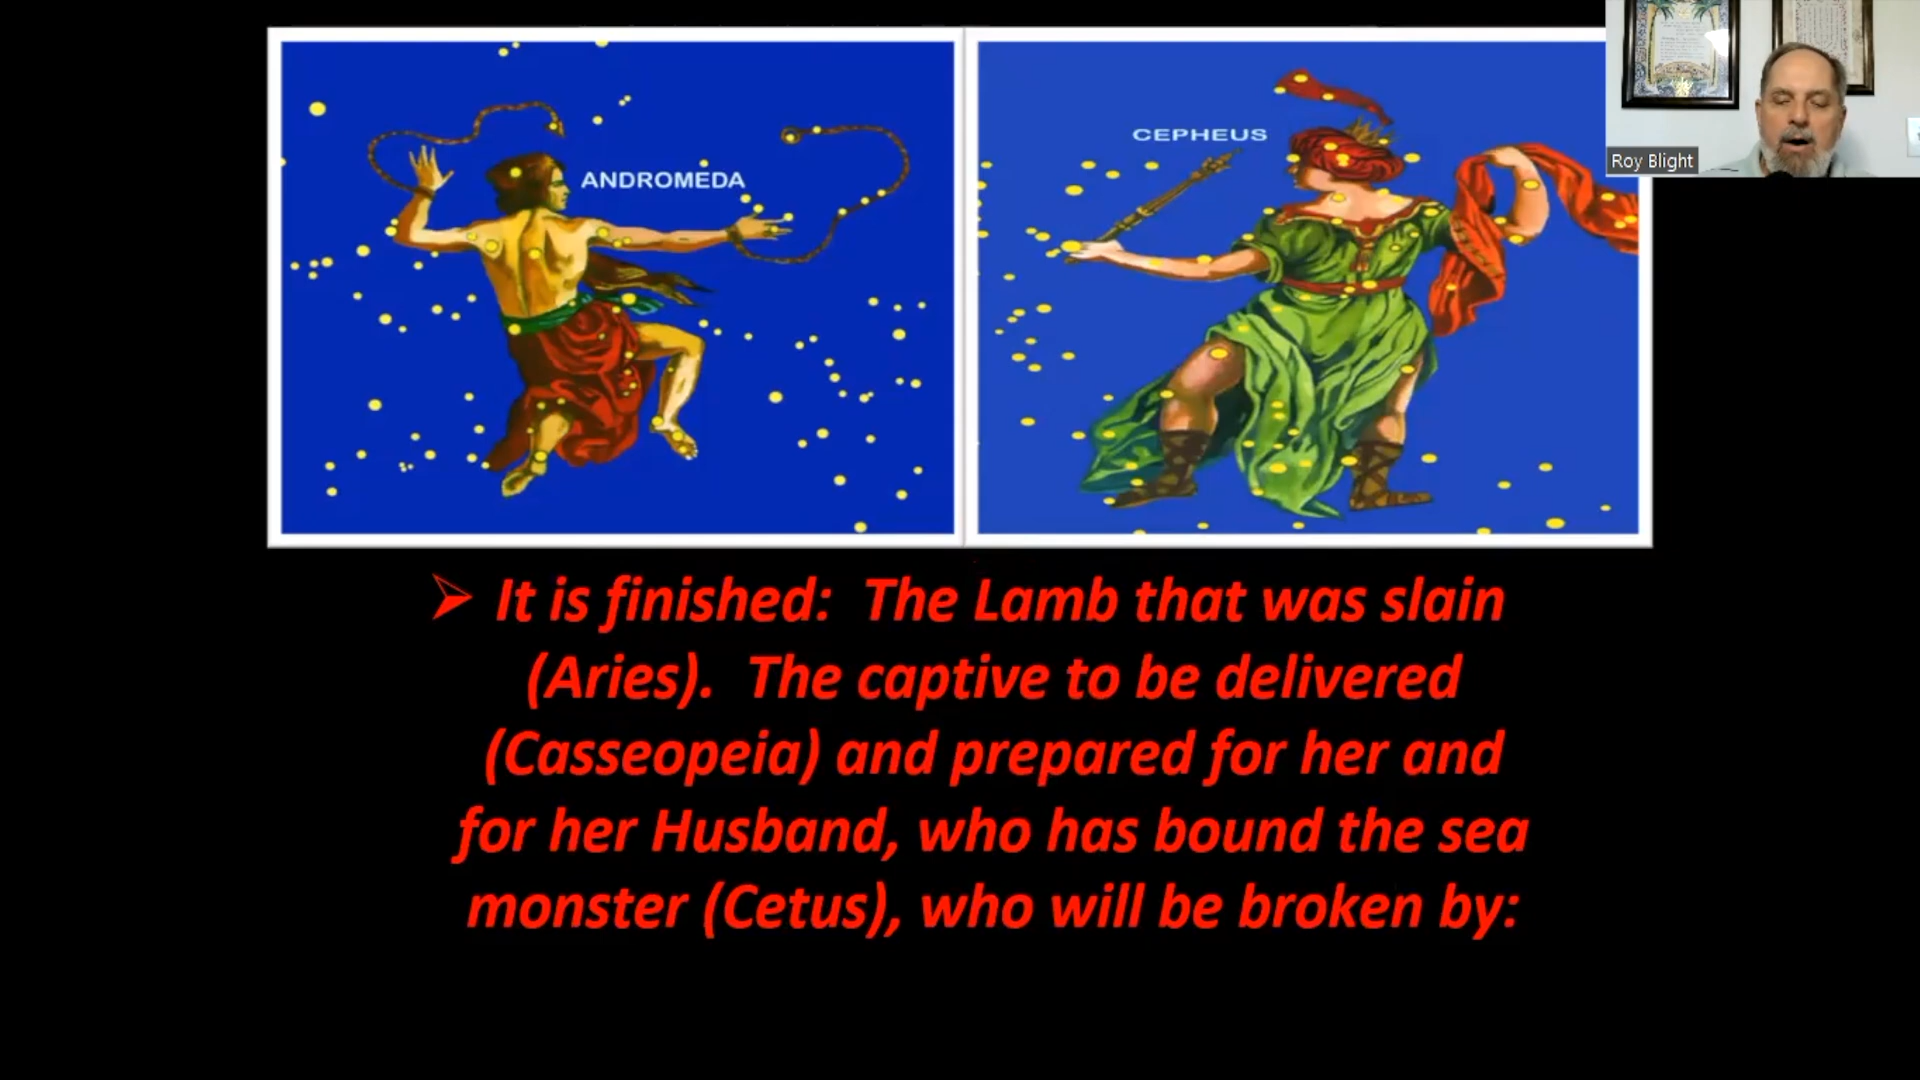 ANDROMEDA
CEPHEUS
Roy Blight
➢ It is finished:  The Lamb that was slain
(Aries).  The captive to be delivered
(Casseopeia) and prepared for her and
for her Husband, who has bound the sea
monster (Cetus), who will be broken by: